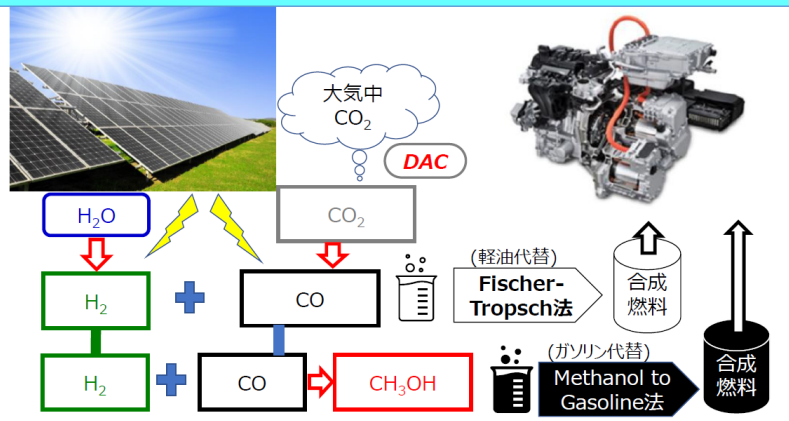 大気中
CO₂
DAC
H₂O
CO₂
H₂
CO
(軽油代替)
Fischer-
Tropsch法
合成
燃料
H₂
CO
CH₃OH
(ガソリン代替)
Methanol to
Gasoline法
合成
燃料